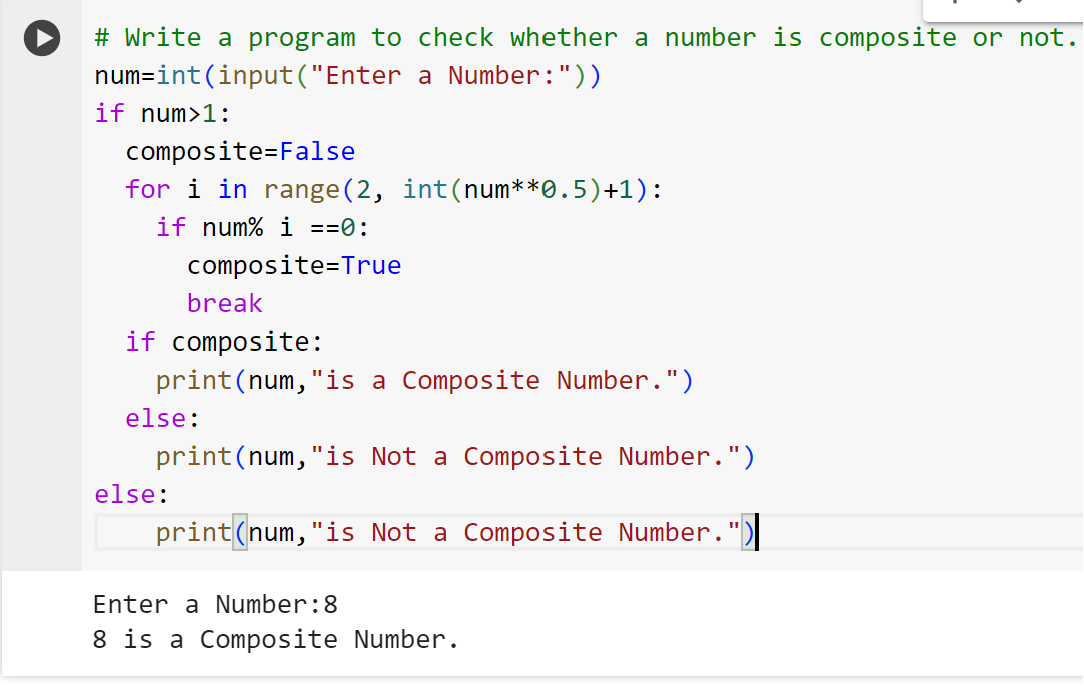 # Write a program to check whether a number is composite or not.
num=int(input("Enter a Number:"))
if num>1:
  composite=False
  for i in range(2, int(num**0.5)+1):
    if num% i ==0:
      composite=True
      break
  if composite:
    print(num,"is a Composite Number.")
  else:
    print(num,"is Not a Composite Number.")
else:
    print(num,"is Not a Composite Number.")
Enter a Number:8
8 is a Composite Number.